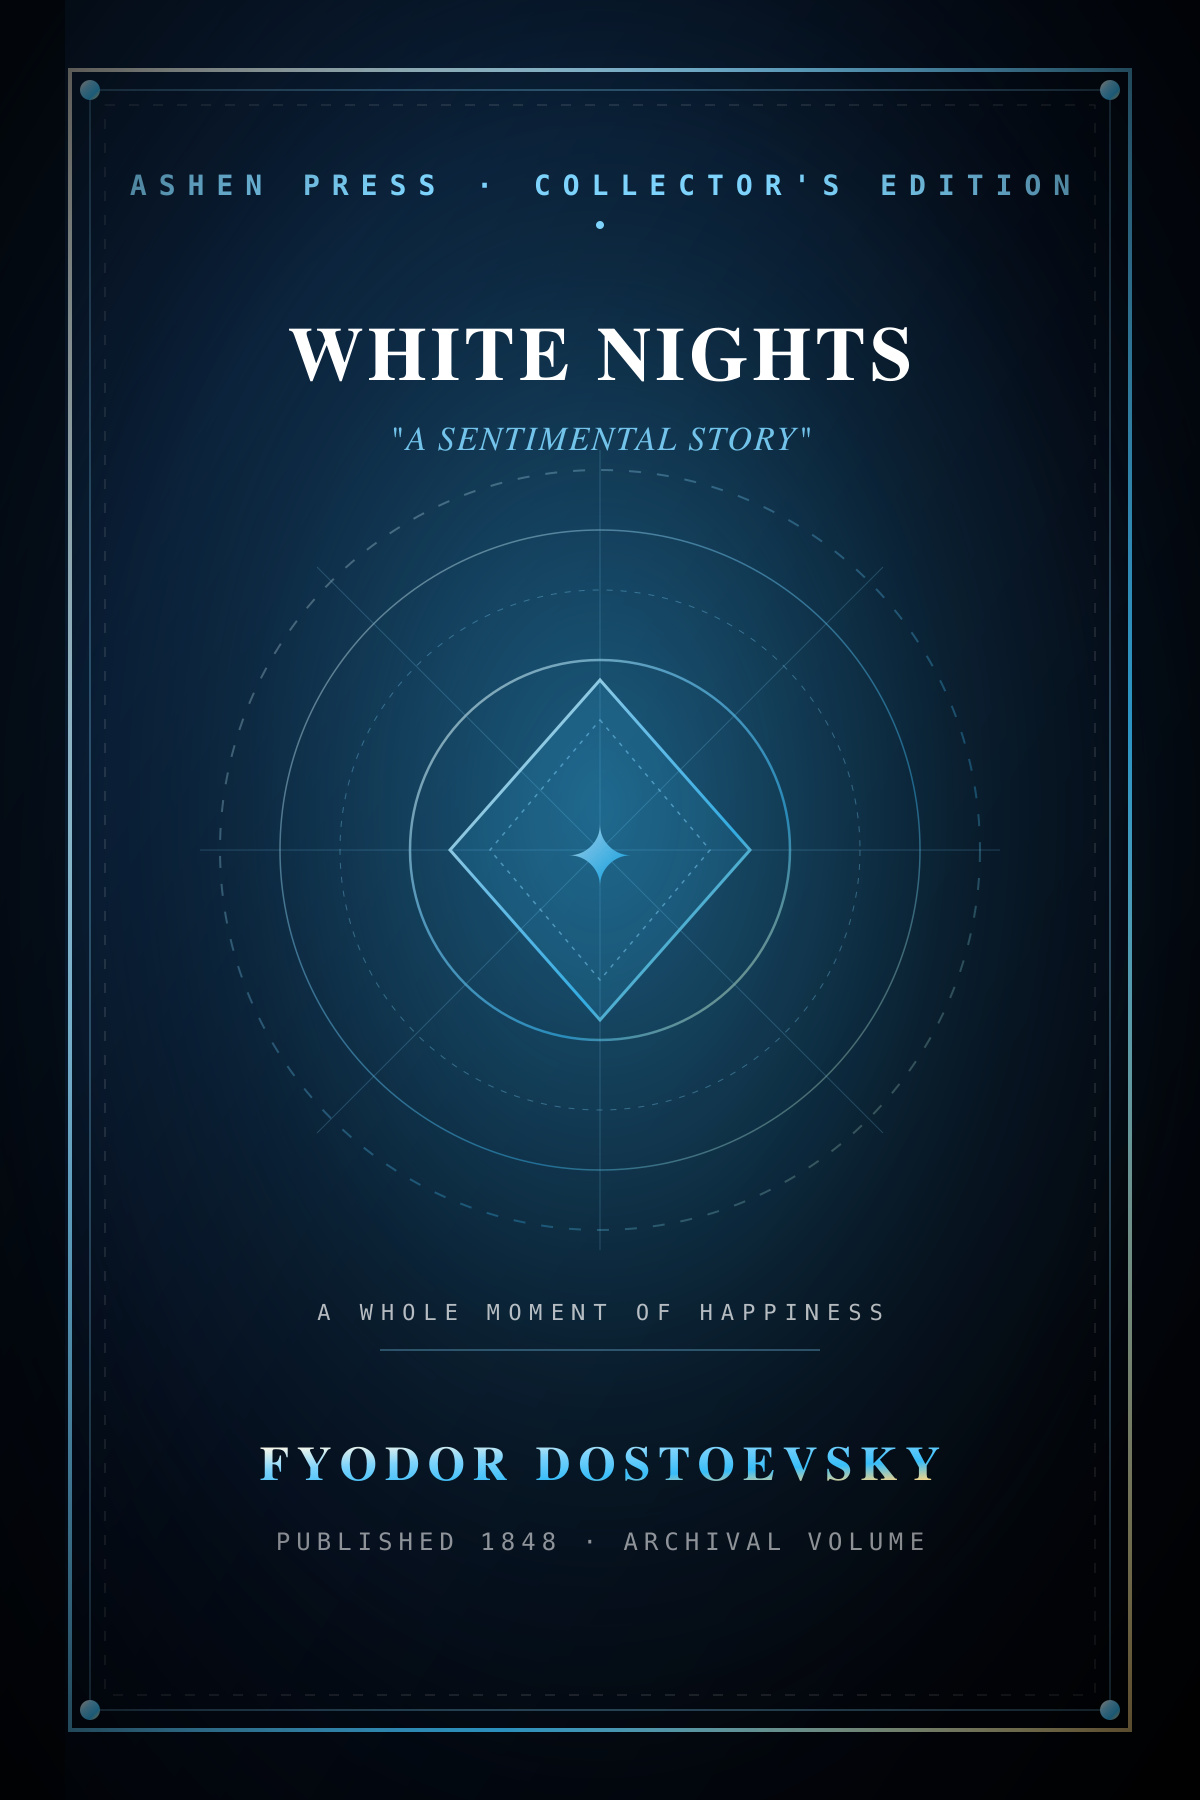 ASHEN PRESS · COLLECTOR'S EDITION
WHITE NIGHTS
"A SENTIMENTAL STORY"
A WHOLE MOMENT OF HAPPINESS
FYODOR DOSTOEVSKY
PUBLISHED 1848 · ARCHIVAL VOLUME